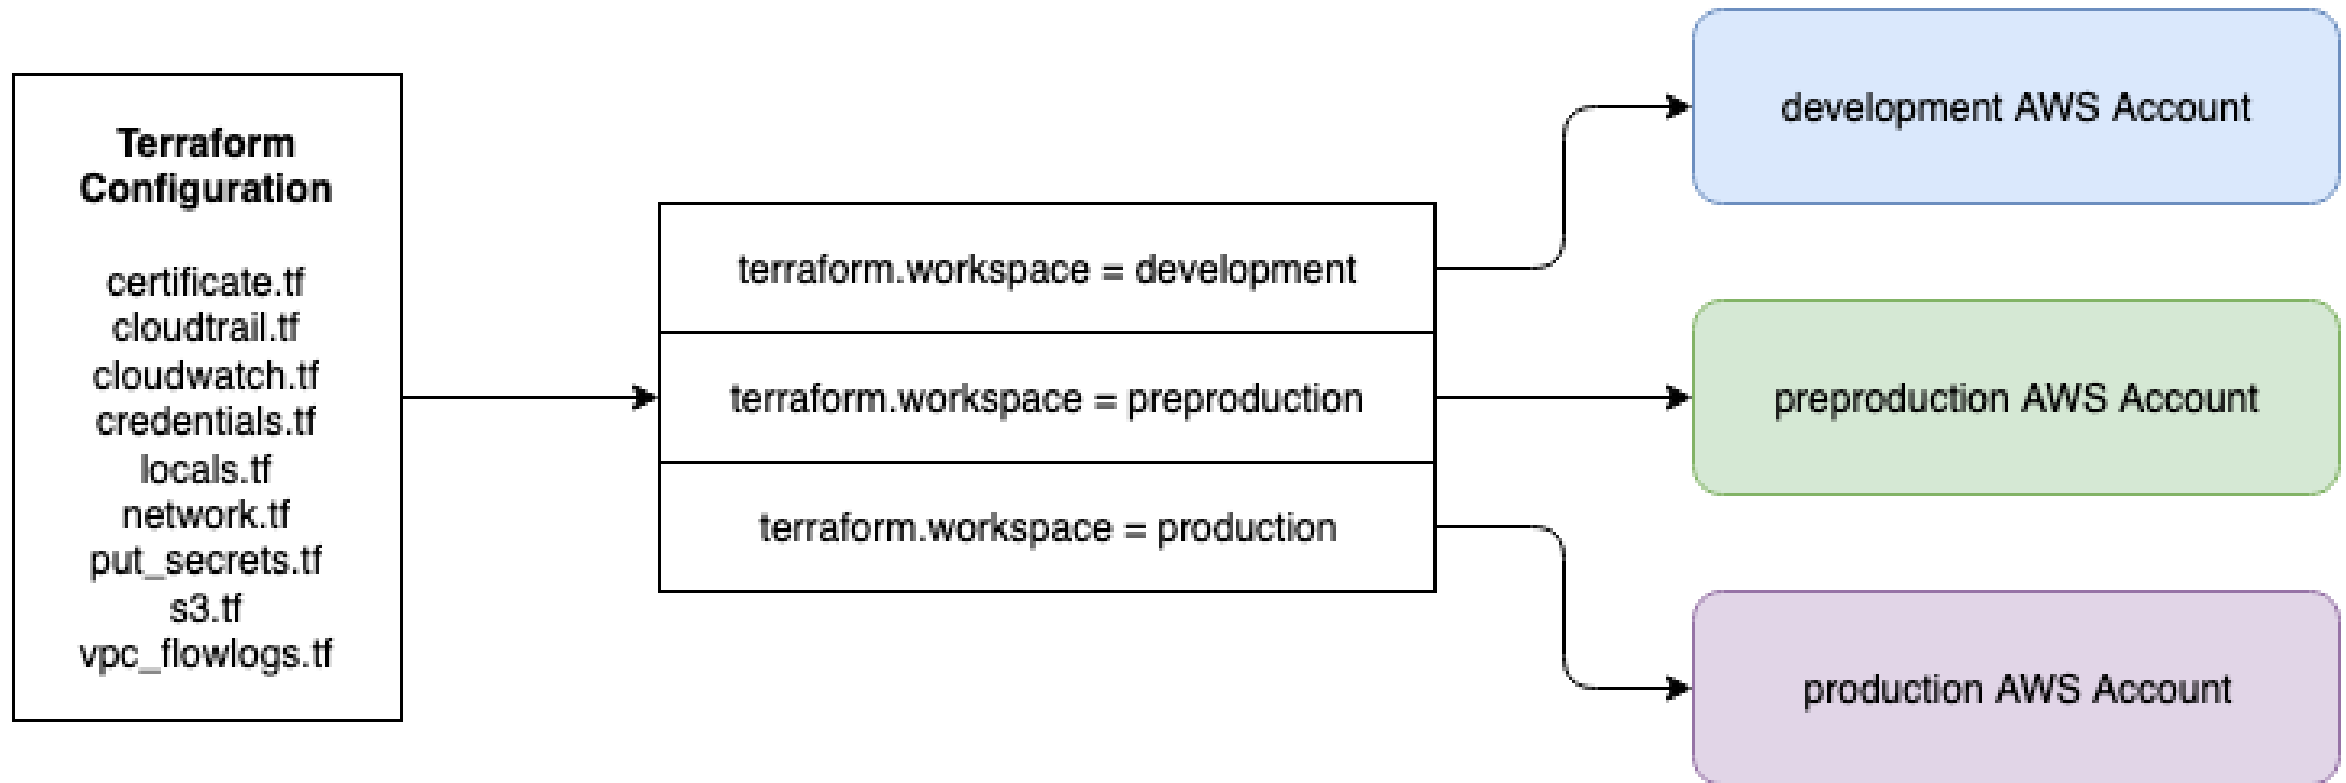 Terraform
Configuration
certificate.tf
cloudtrail.tf
cloudwatch.tf
credentials.tf
locals.tf
network.tf
put_secrets.tf
s3.tf
vpc_flowlogs.tf
terraform.workspace = development
terraform.workspace = preproduction
terraform.workspace = production
development AWS Account
preproduction AWS Account
production AWS Account